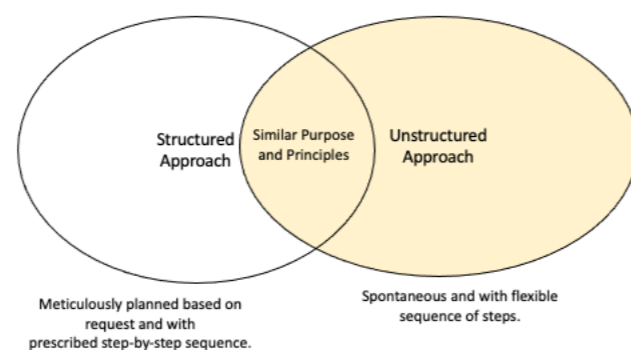 Structured
Approach
Similar Purpose
and Principles
Unstructured
Approach
Meticulously planned based on
request and with
prescribed step-by-step sequence.
Spontaneous and with flexible
sequence of steps.